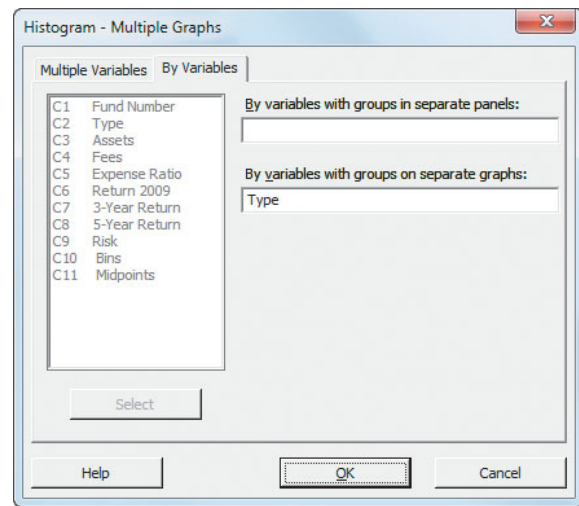 Histogram - Multiple Graphs
Multiple Variables By Variables
C1 Fund Number
C2 Type
C3 Assets
C4 Fees
C5 Expense Ratio
C6 Return 2009
C7 3-Year Return
C8 5-Year Return
C9 Risk
C10 Bins
C11 Midpoints
By variables with groups in separate panels:
By variables with groups on separate graphs:
Type
Select
Help OK Cancel